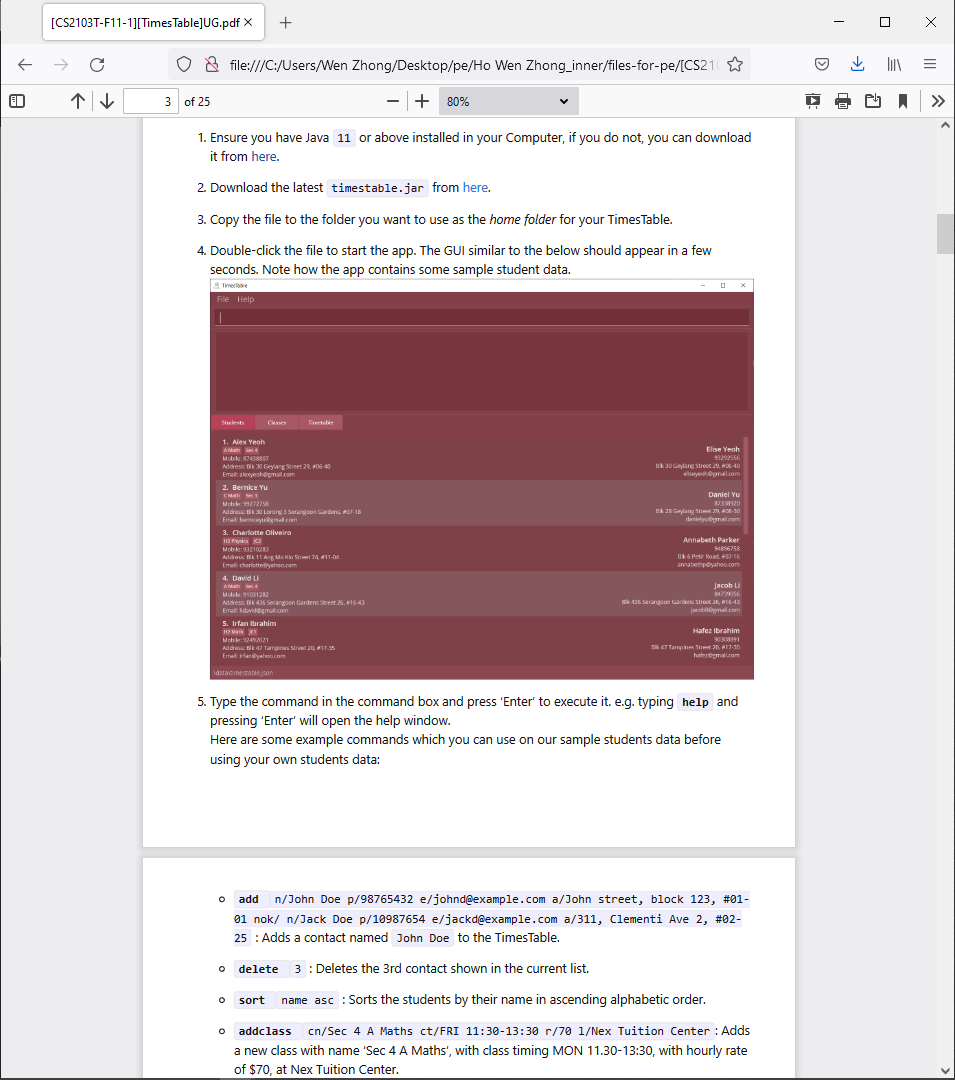 [CS2103T-F11-1][TimesTable]UG.pdf
file:///C:/Users/Wen Zhong/Desktop/pe/Ho Wen Zhong_inner/files-for-pe/[CS210
3 of 25
80%
1. Ensure you have Java 11 or above installed in your Computer, if you do not, you can download
it from here.
2. Download the latest timestable.jar from here.
3. Copy the file to the folder you want to use as the home folder for your TimesTable.
4. Double-click the file to start the app. The GUI similar to the below should appear in a few
seconds. Note how the app contains some sample student data.
TimesTable
File Help
Students Classes Timetable
1. Alex Yeoh
A Math Sec 4
Mobile: 87438807
Address: Blk 30 Geylang Street 29, #06-40
Email: alexyeoh@gmail.com
Elise Yeoh
93292556
Blk 30 Geylang Street 29, #06-40
eliseyeoh@gmail.com
2. Bernice Yu
Mobile: 99272758
Address: Blk 30 Lorong 3 Serangoon Gardens, #07-18
Email: berniceyu@gmail.com
Daniel Yu
87338920
Blk 28 Geylang Street 29, #08-30
danielyu@gmail.com
3. Charlotte Oliveiro
H2 Physics JC2
Mobile: 93210283
Address: Blk 11 Ang Mo Kio Street 74, #11-04
Email: charlotte@yahoo.com
Annabeth Parker
94896758
Blk 6 Petir Road, #07-16
annabethp@yahoo.com
4. David Li
A Math Sec 4
Mobile: 91031282
Address: Blk 436 Serangoon Gardens Street 26, #16-43
Email: lidavid@gmail.com
Jacob Li
84739056
Blk 436 Serangoon Gardens Street 26, #16-43
jacobli@gmail.com
5. Irfan Ibrahim
H2 Math JC1
Mobile: 92492021
Address: Blk 47 Tampines Street 20, #17-35
Email: irfan@yahoo.com
Hafez Ibrahim
90308891
Blk 47 Tampines Street 20, #17-35
hafez@gmail.com
\data\timestable.json
5. Type the command in the command box and press ‘Enter’ to execute it. e.g. typing help and
pressing ‘Enter’ will open the help window.
Here are some example commands which you can use on our sample students data before
using your own students data:
add n/John Doe p/98765432 e/johnd@example.com a/John street, block 123, #01-
01 nok/ n/Jack Doe p/10987654 e/jackd@example.com a/311, Clementi Ave 2, #02-
25 : Adds a contact named John Doe to the TimesTable.
delete 3 : Deletes the 3rd contact shown in the current list.
sort name asc : Sorts the students by their name in ascending alphabetic order.
addclass cn/Sec 4 A Maths ct/FRI 11:30-13:30 r/70 l/Nex Tuition Center : Adds
a new class with name ‘Sec 4 A Maths’, with class timing MON 11.30-13:30, with hourly rate
of $70, at Nex Tuition Center.